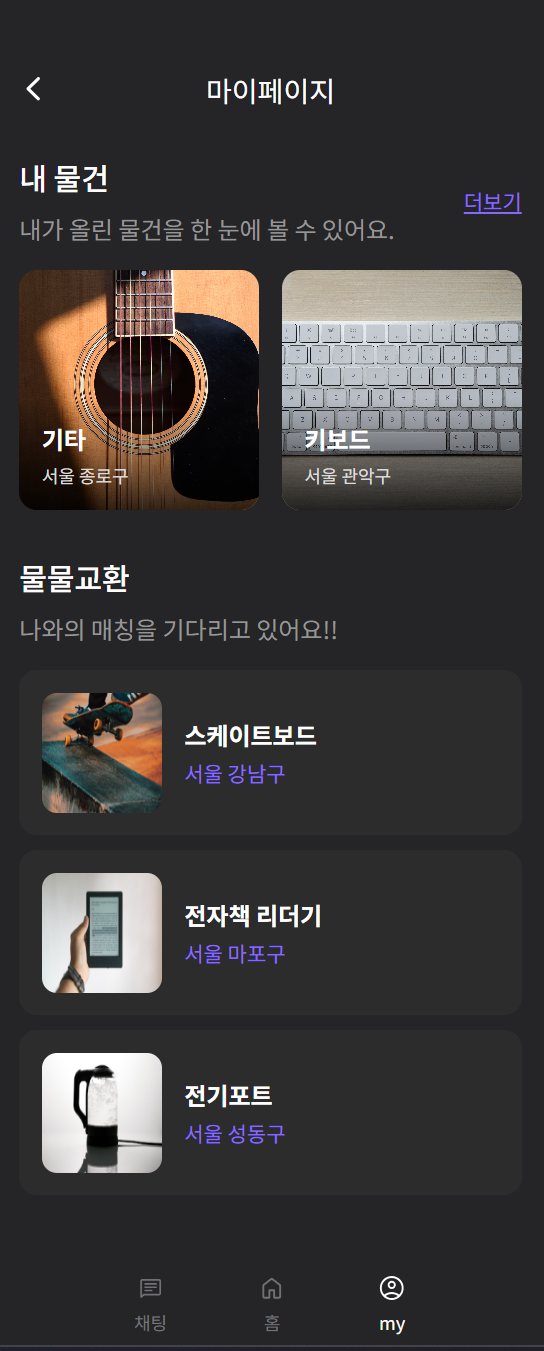 마이페이지
내 물건
더보기
내가 올린 물건을 한 눈에 볼 수 있어요.
기타
서울 종로구
키보드
서울 관악구
물물교환
나와의 매칭을 기다리고 있어요!!
스케이트보드
서울 강남구
전자책 리더기
서울 마포구
전기포트
서울 성동구
채팅
홈
my